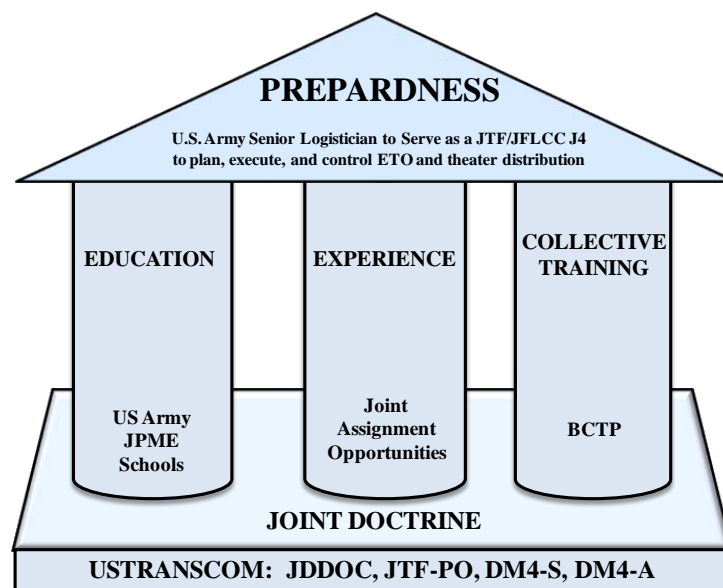 PREPARDNESS
U.S. Army Senior Logistician to Serve as a JTF/JFLCC J4
to plan, execute, and control ETO and theater distribution
EDUCATION
US Army
JPME
Schools
EXPERIENCE
Joint
Assignment
Opportunities
COLLECTIVE
TRAINING
BCTP
JOINT DOCTRINE
USTRANSCOM: JDDOC, JTF-PO, DM4-S, DM4-A